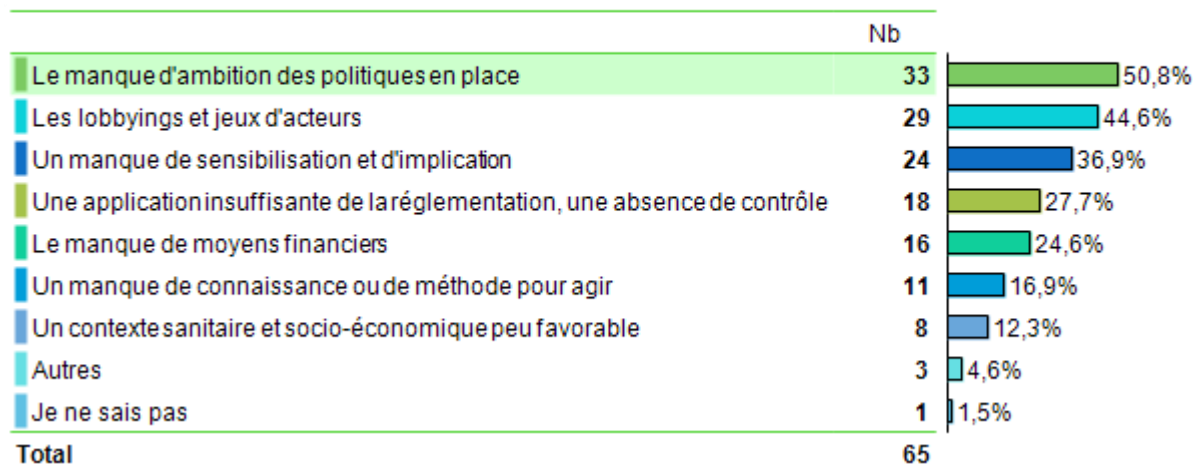 Nb
Le manque d'ambition des politiques en place 33 50,8%
Les lobbyings et jeux d'acteurs 29 44,6%
Un manque de sensibilisation et d'implication 24 36,9%
Une application insuffisante de la réglementation, une absence de contrôle 18 27,7%
Le manque de moyens financiers 16 24,6%
Un manque de connaissance ou de méthode pour agir 11 16,9%
Un contexte sanitaire et socio-économique peu favorable 8 12,3%
Autres 3 4,6%
Je ne sais pas 1 1,5%
Total 65